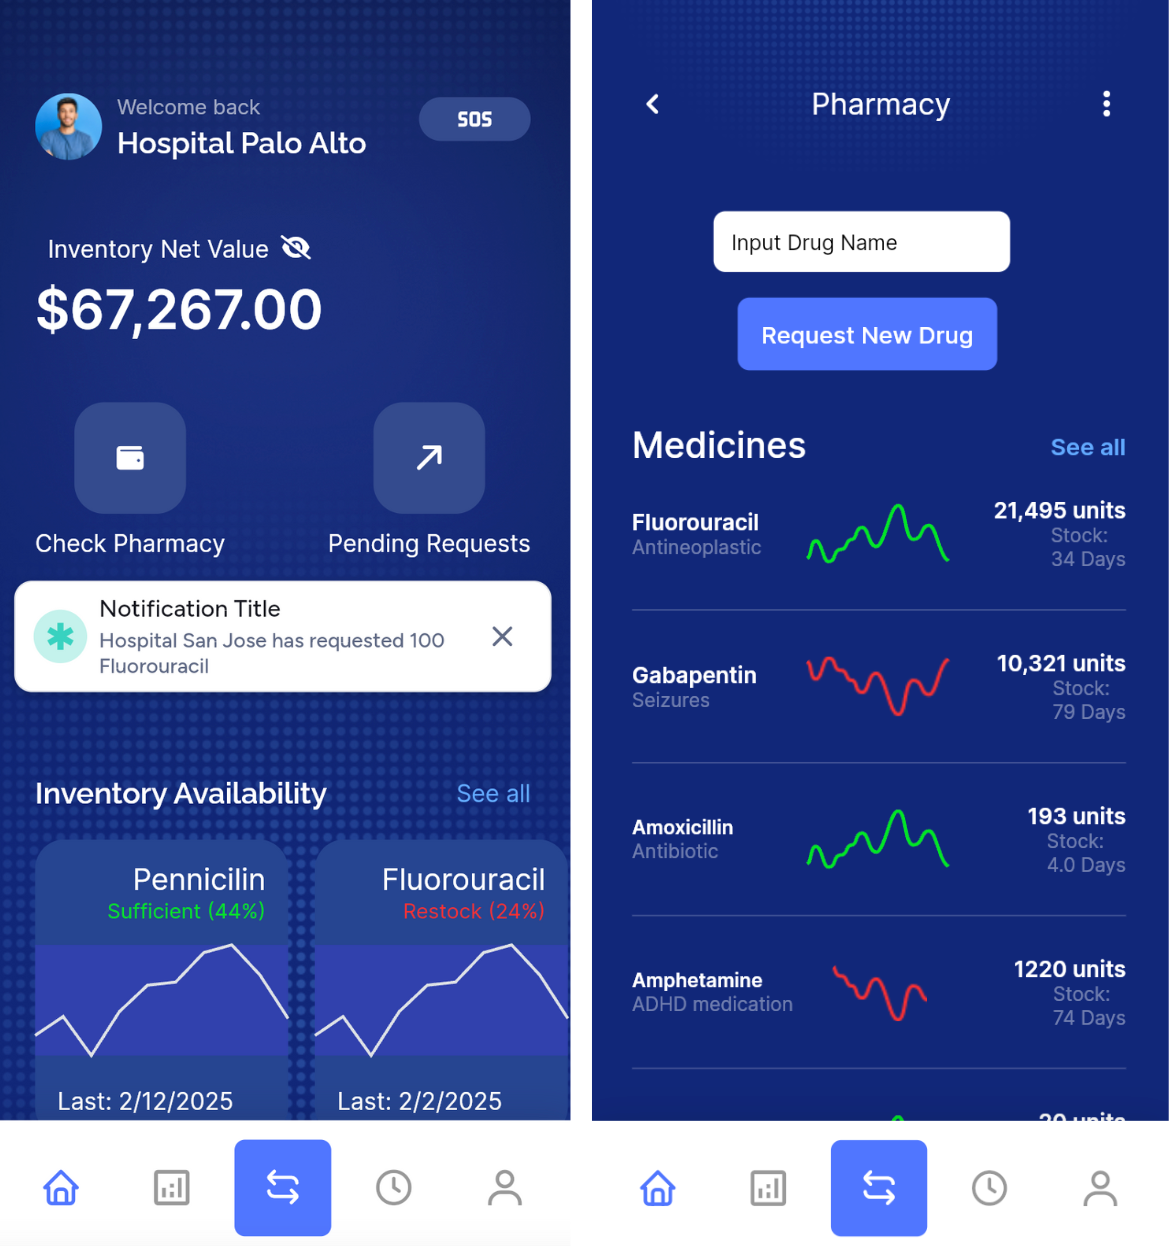 Welcome back
Hospital Palo Alto
SOS
Inventory Net Value
$67,267.00
Check Pharmacy
Pending Requests
Notification Title
Hospital San Jose has requested 100
Fluorouracil
Inventory Availability
See all
Pennicilin
Sufficient (44%)
Last: 2/12/2025
Fluorouracil
Restock (24%)
Last: 2/2/2025
Pharmacy
Input Drug Name
Request New Drug
Medicines
See all
Fluorouracil
Antineoplastic
21,495 units
Stock:
34 Days
Gabapentin
Seizures
10,321 units
Stock:
79 Days
Amoxicillin
Antibiotic
193 units
Stock:
4.0 Days
Amphetamine
ADHD medication
1220 units
Stock:
74 Days
20 units